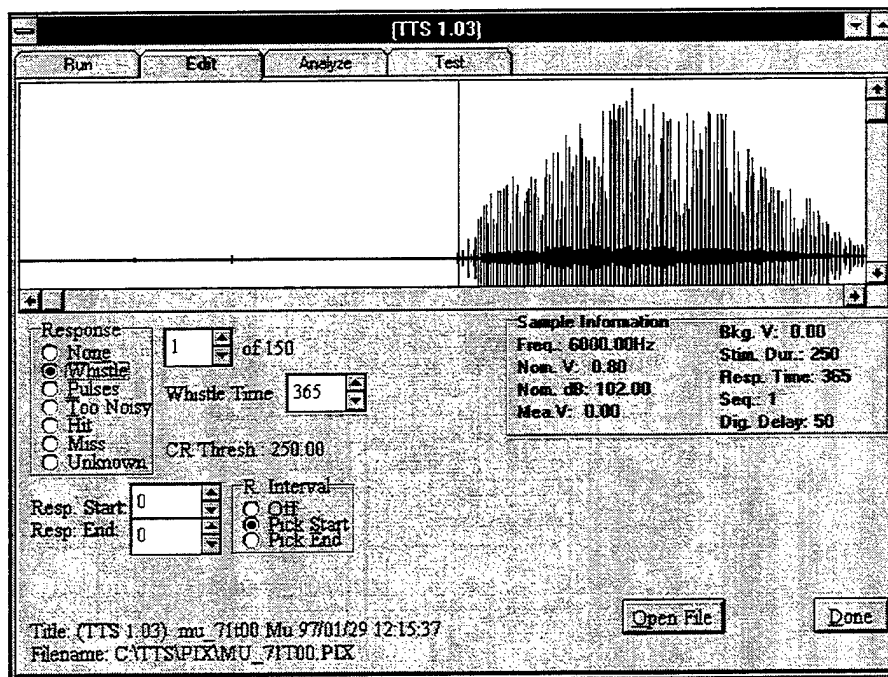 {TTS 1.03}
Run Edit Analyze Test
Response
None
Whistle
Pulses
Too Noisy
Hit
Miss
Unknown
1 of 150
Whistle Time 365
CR Thresh.: 250.00
Sample Information
Freq.: 6000.00Hz
Nom. V: 0.80
Nom. dB: 102.00
Mea.V: 0.00
Bkg. V: 0.00
Stim. Dur.: 250
Resp. Time: 365
Seq.: 1
Dig. Delay: 50
Resp. Start: 0
Resp. End: 0
R. Interval
Off
Pick Start
Pick End
Open File Done
Title: (TTS 1.03) mu_71t00 Mu 97/01/29 12:15:37
Filename: C:\TTS\PIX\MU_71T00.PIX